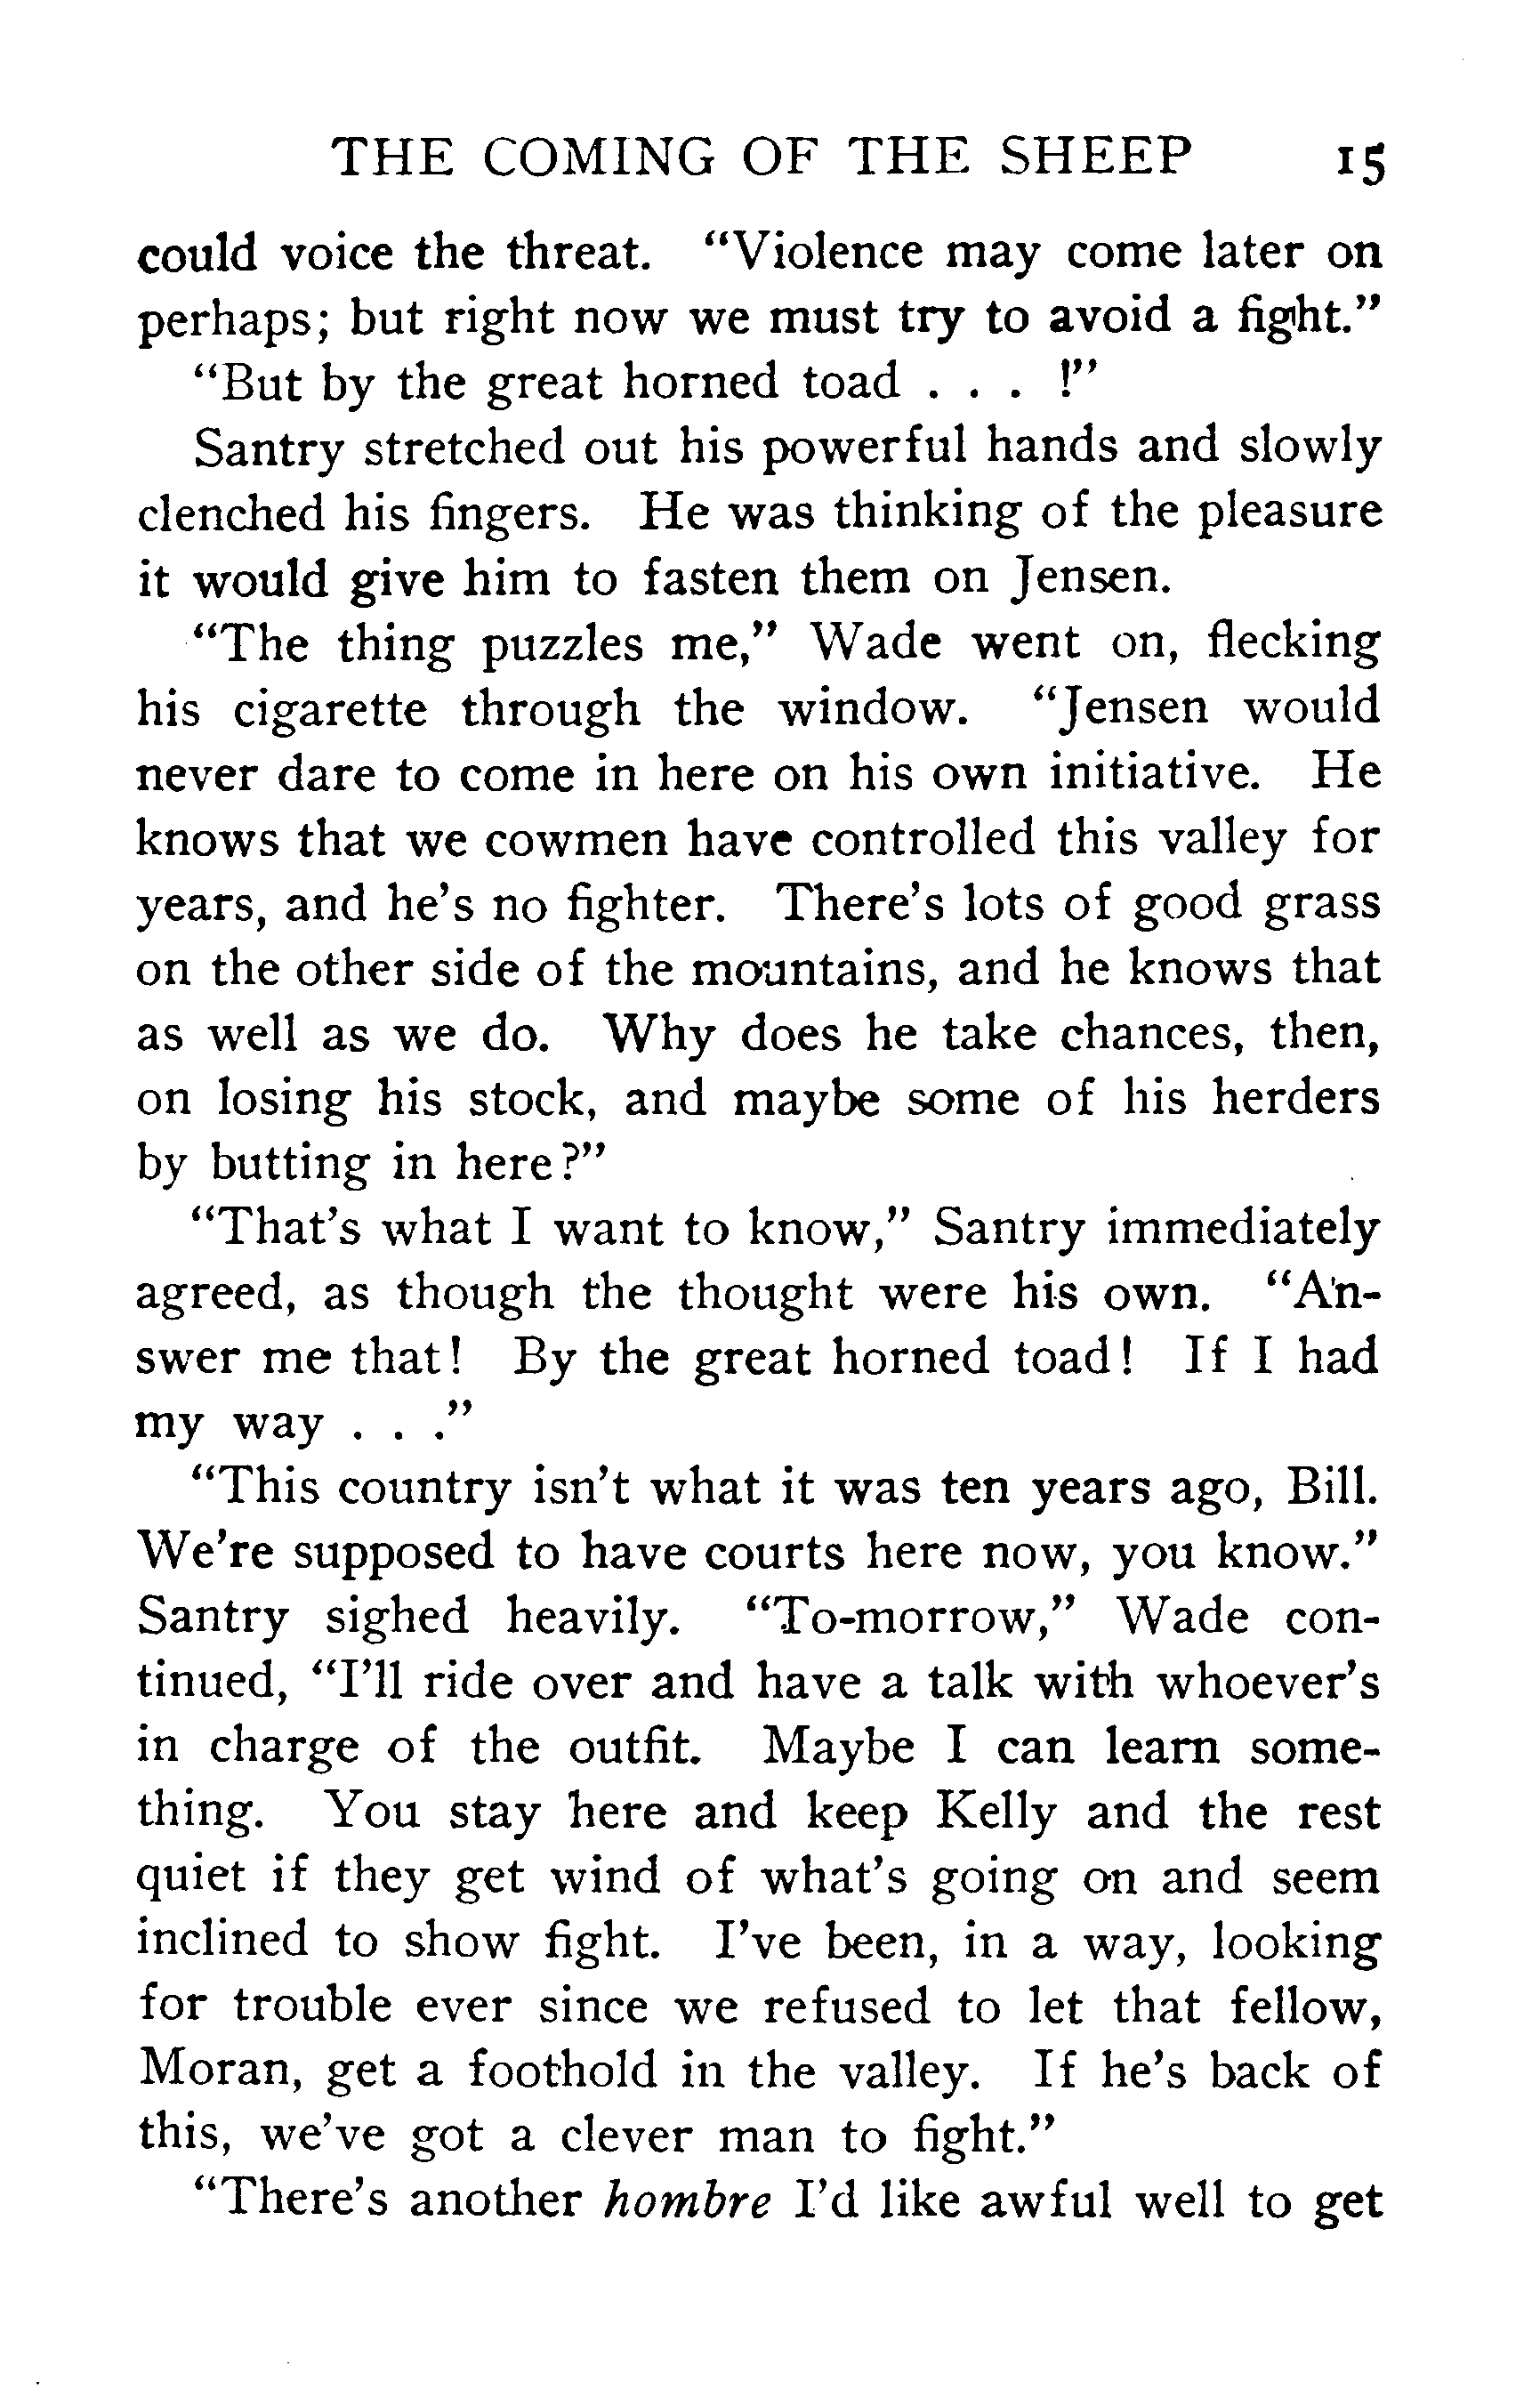 THE COMING OF THE SHEEP 15
could voice the threat. “Violence may come later on
perhaps; but right now we must try to avoid a fight.”
“But by the great horned toad . . . !”
Santry stretched out his powerful hands and slowly
clenched his fingers. He was thinking of the pleasure
it would give him to fasten them on Jensen.
“The thing puzzles me,” Wade went on, flecking
his cigarette through the window. “Jensen would
never dare to come in here on his own initiative. He
knows that we cowmen have controlled this valley for
years, and he’s no fighter. There’s lots of good grass
on the other side of the mountains, and he knows that
as well as we do. Why does he take chances, then,
on losing his stock, and maybe some of his herders
by butting in here?”
“That’s what I want to know,” Santry immediately
agreed, as though the thought were his own. “An-
swer me that! By the great horned toad! If I had
my way . . .”
“This country isn’t what it was ten years ago, Bill.
We’re supposed to have courts here now, you know.”
Santry sighed heavily. “To-morrow,” Wade con-
tinued, “I’ll ride over and have a talk with whoever’s
in charge of the outfit. Maybe I can learn some-
thing. You stay here and keep Kelly and the rest
quiet if they get wind of what’s going on and seem
inclined to show fight. I’ve been, in a way, looking
for trouble ever since we refused to let that fellow,
Moran, get a foothold in the valley. If he’s back of
this, we’ve got a clever man to fight.”
“There’s another hombre I’d like awful well to get